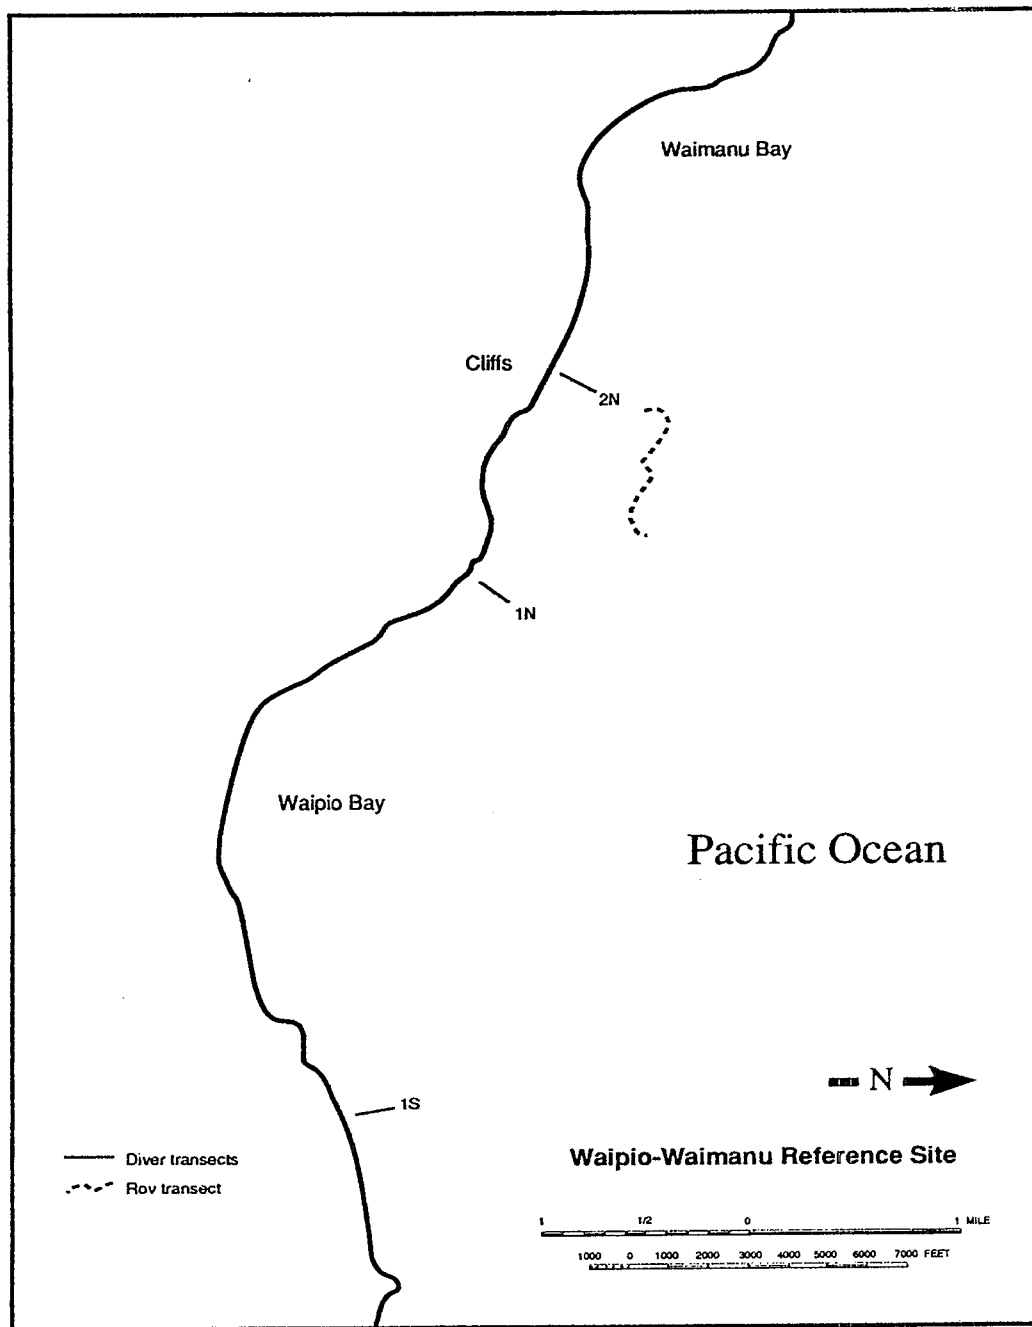 Waimanu Bay
Cliffs
2N
1N
Waipio Bay
Pacific Ocean
N
1S
Waipio-Waimanu Reference Site
Diver transects
Rov transect
1 1/2 0 1 MILE
1000 0 1000 2000 3000 4000 5000 6000 7000 FEET